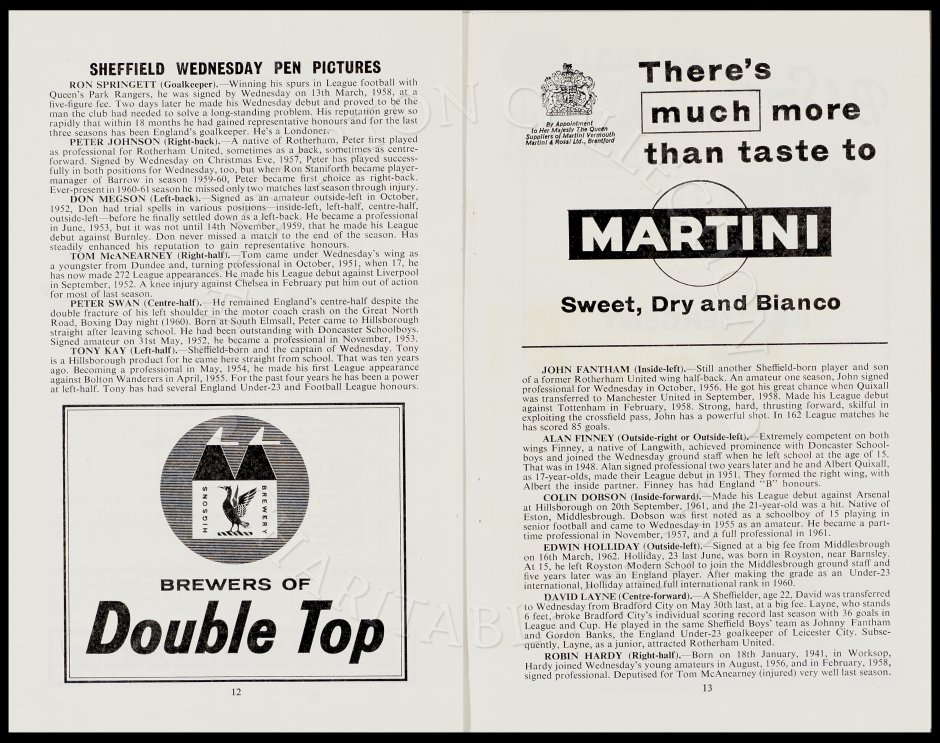 SHEFFIELD WEDNESDAY PEN PICTURES
RON SPRINGETT (Goalkeeper).—Winning his spurs in League football with
Queen's Park Rangers, he was signed by Wednesday on 13th March, 1958, at a
five-figure fee. Two days later he made his Wednesday debut and proved to be the
man the club had needed to solve a long-standing problem. His reputation grew so
rapidly that within 18 months he had gained representative honours and for the last
three seasons has been England's goalkeeper. He's a Londoner.
PETER JOHNSON (Right-back).—A native of Rotherham, Peter first played
as professional for Rotherham United, sometimes as a back, sometimes as centre-
forward. Signed by Wednesday on Christmas Eve, 1957, Peter has played success-
fully in both positions for Wednesday, too, but when Ron Staniforth became player-
manager of Barrow in season 1959-60, Peter became first choice as right-back.
Ever-present in 1960-61 season he missed only two matches last season through injury.
DON MEGSON (Left-back).—Signed as an amateur outside-left in October,
1952, Don had trial spells in various positions—inside-left, left-half, centre-half,
outside-left—before he finally settled down as a left-back. He became a professional
in June, 1953, but it was not until 14th November, 1959, that he made his League
debut against Burnley. Don never missed a match to the end of the season. Has
steadily enhanced his reputation to gain representative honours.
TOM McANEARNEY (Right-half).—Tom came under Wednesday's wing as
a youngster from Dundee and, turning professional in October, 1951, when 17, he
has now made 272 League appearances. He made his League debut against Liverpool
in September, 1952. A knee injury against Chelsea in February put him out of action
for most of last season.
PETER SWAN (Centre-half).—He remained England's centre-half despite the
double fracture of his left shoulder in the motor coach crash on the Great North
Road, Boxing Day night (1960). Born at South Elmsall, Peter came to Hillsborough
straight after leaving school. He had been outstanding with Doncaster Schoolboys.
Signed amateur on 31st May, 1952, he became a professional in November, 1953.
TONY KAY (Left-half).—Sheffield-born and the captain of Wednesday. Tony
is a Hillsborough product for he came here straight from school. That was ten years
ago. Becoming a professional in May, 1954, he made his first League appearance
against Bolton Wanderers in April, 1955. For the past four years he has been a power
at left-half. Tony has had several England Under-23 and Football League honours.
HIGSONS BREWERY
BREWERS OF
Double Top
12
By Appointment
to Her Majesty The Queen
Suppliers of Martini Vermouth
Martini & Rossi Ltd., Brentford
There's
much more
than taste to
MARTINI
Sweet, Dry and Bianco
JOHN FANTHAM (Inside-left).—Still another Sheffield-born player and son
of a former Rotherham United wing half-back. An amateur one season, John signed
professional for Wednesday in October, 1956. He got his great chance when Quixall
was transferred to Manchester United in September, 1958. Made his League debut
against Tottenham in February, 1958. Strong, hard, thrusting forward, skilful in
exploiting the crossfield pass, John has a powerful shot. In 162 League matches he
has scored 85 goals.
ALAN FINNEY (Outside-right or Outside-left).—Extremely competent on both
wings Finney, a native of Langwith, achieved prominence with Doncaster School-
boys and joined the Wednesday ground staff when he left school at the age of 15.
That was in 1948. Alan signed professional two years later and he and Albert Quixall,
as 17-year-olds, made their League debut in 1951. They formed the right wing, with
Albert the inside partner. Finney has had England "B" honours.
COLIN DOBSON (Inside-forward).—Made his League debut against Arsenal
at Hillsborough on 20th September, 1961, and the 21-year-old was a hit. Native of
Eston, Middlesbrough. Dobson was first noted as a schoolboy of 15 playing in
senior football and came to Wednesday in 1955 as an amateur. He became a part-
time professional in November, 1957, and a full professional in 1961.
EDWIN HOLLIDAY (Outside-left).—Signed at a big fee from Middlesbrough
on 16th March, 1962. Holliday, 23 last June, was born in Royston, near Barnsley.
At 15, he left Royston Modern School to join the Middlesbrough ground staff and
five years later was an England player. After making the grade as an Under-23
international, Holliday attained full international rank in 1960.
DAVID LAYNE (Centre-forward).—A Sheffielder, age 22, David was transferred
to Wednesday from Bradford City on May 30th last, at a big fee. Layne, who stands
6 feet, broke Bradford City's individual scoring record last season with 36 goals in
League and Cup. He played in the same Sheffield Boys' team as Johnny Fantham
and Gordon Banks, the England Under-23 goalkeeper of Leicester City. Subse-
quently, Layne, as a junior, attracted Rotherham United.
ROBIN HARDY (Right-half).—Born on 18th January, 1941, in Worksop,
Hardy joined Wednesday's young amateurs in August, 1956, and in February, 1958,
signed professional. Deputised for Tom McAnearney (injured) very well last season.
13